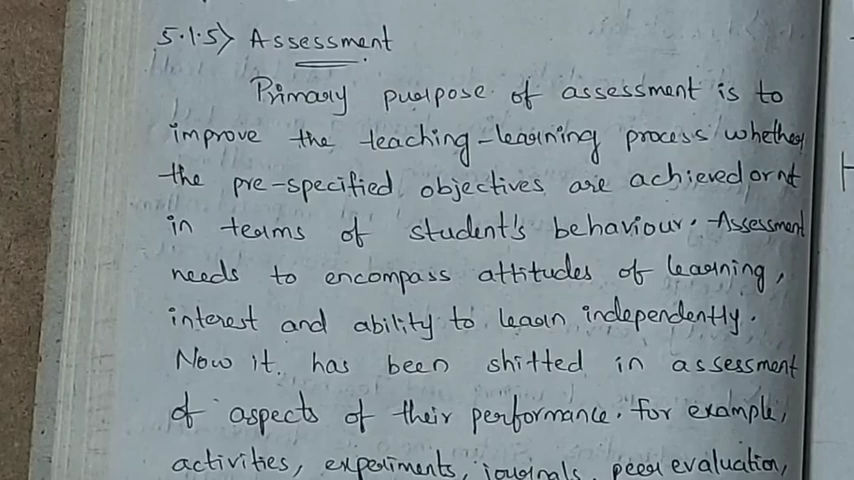 5.1.5> Assessment
Primary purpose of assessment is to
improve the teaching-learning process whether
the pre-specified objectives are achieved or nt
in teams of student's behaviour. Assessment
needs to encompass attitudes of learning,
interest and ability to learn independently.
Now it has been shifted in assessment
of aspects of their performance. For example,
activities, experiments, journals, peer evaluation,